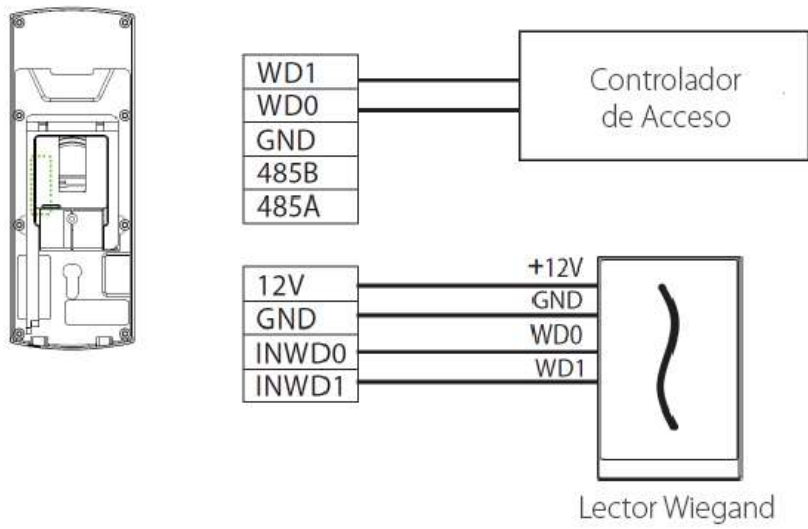 WD1
WD0
GND
485B
485A
Controlador
de Acceso
12V
GND
INWD0
INWD1
+12V
GND
WD0
WD1
Lector Wiegand